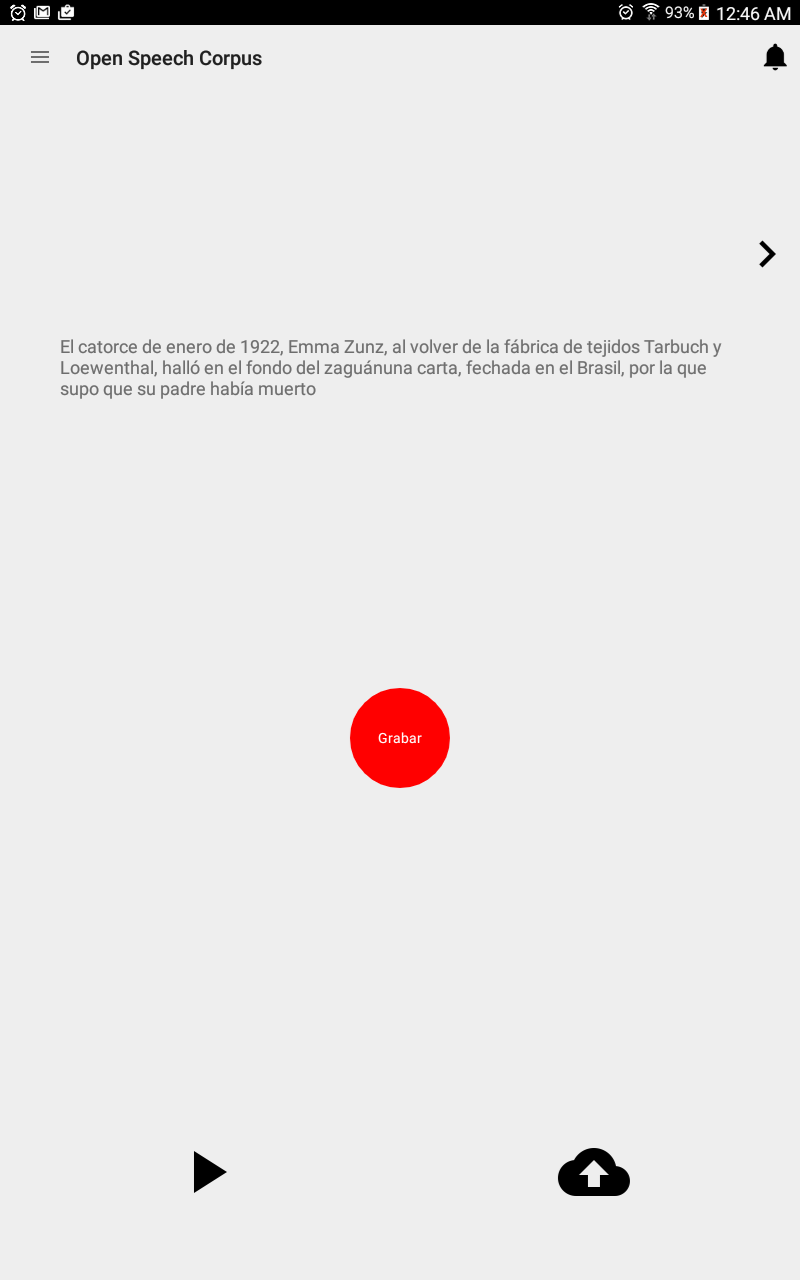 93% 12:46 AM
Open Speech Corpus
El catorce de enero de 1922, Emma Zunz, al volver de la fábrica de tejidos Tarbuch y
Loewenthal, halló en el fondo del zaguánuna carta, fechada en el Brasil, por la que
supo que su padre había muerto
Grabar